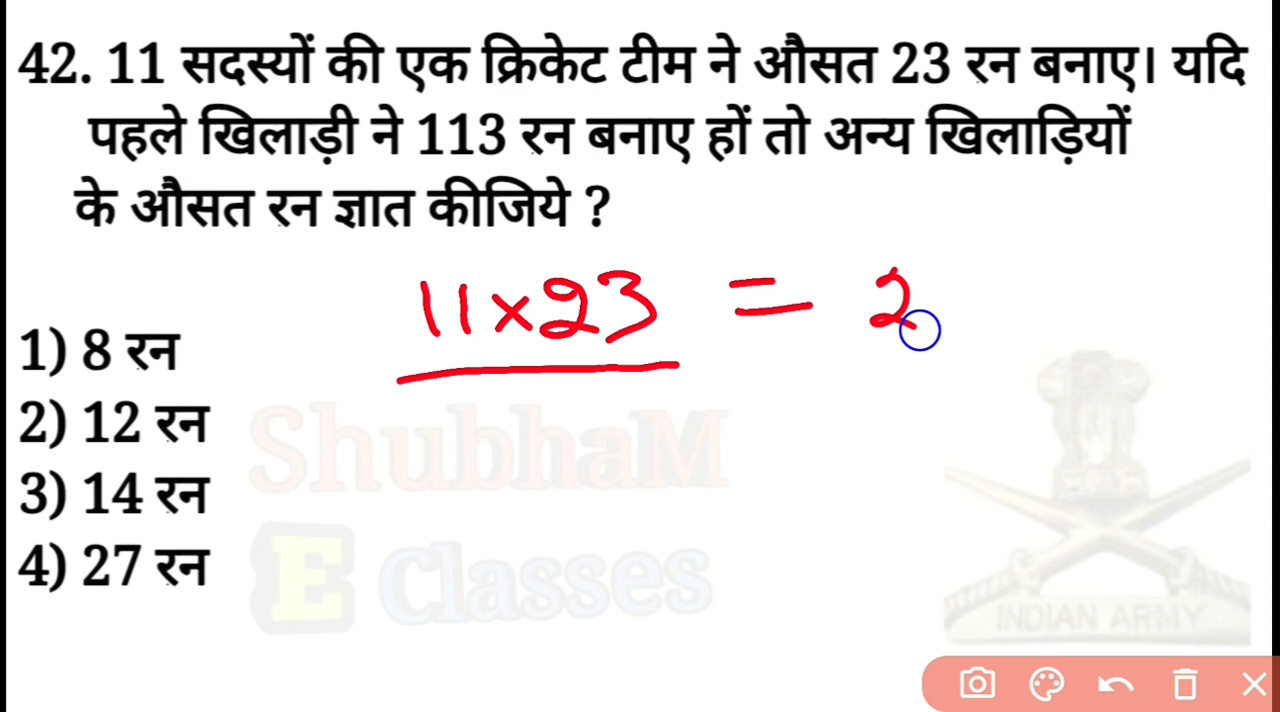 42. 11 सदस्यों की एक क्रिकेट टीम ने औसत 23 रन बनाए। यदि
पहले खिलाड़ी ने 113 रन बनाए हों तो अन्य खिलाड़ियों
के औसत रन ज्ञात कीजिये ?
11×23 = 2
1) 8 रन
2) 12 रन
3) 14 रन
4) 27 रन
ShubhaM
E Classes
INDIAN ARMY